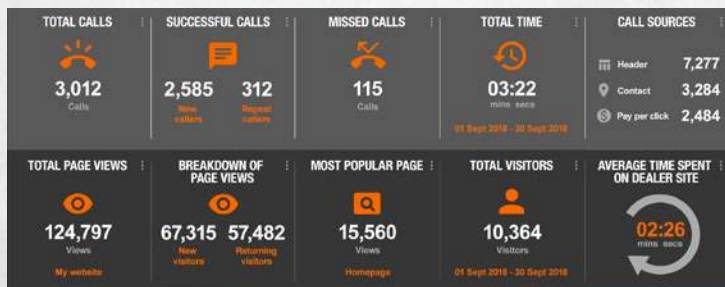 TOTAL CALLS
3,012
Calls
SUCCESSFUL CALLS
2,585 312
New callers
Repeat callers
MISSED CALLS
115
Calls
TOTAL TIME
03:22
mins secs
01 Sept 2018 - 30 Sept 2018
CALL SOURCES
Header 7,277
Contact 3,284
Pay per click 2,484
TOTAL PAGE VIEWS
124,797
Views
My website
BREAKDOWN OF
PAGE VIEWS
67,315 57,482
New visitors
Returning visitors
MOST POPULAR PAGE
15,560
Views
Homepage
TOTAL VISITORS
10,364
Visitors
01 Sept 2018 - 30 Sept 2018
AVERAGE TIME SPENT
ON DEALER SITE
02:26
mins secs